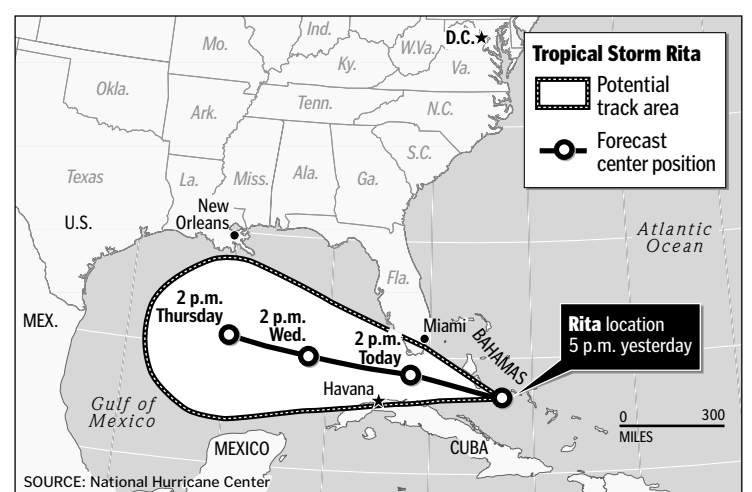 Tropical Storm Rita
Potential
track area
Forecast
center position
Ind.
D.C.
Mo.
W.Va.
Ky.
Va.
Okla.
Tenn.
N.C.
Ark.
S.C.
Texas
La.
Miss.
Ala.
Ga.
New
Orleans
U.S.
Atlantic
Ocean
Fla.
2 p.m.
Thursday
2 p.m.
Wed.
2 p.m.
Today
MEX.
Miami
BAHAMAS
Rita location
5 p.m. yesterday
Havana
Gulf of
Mexico
0 300
MILES
MEXICO
CUBA
SOURCE: National Hurricane Center